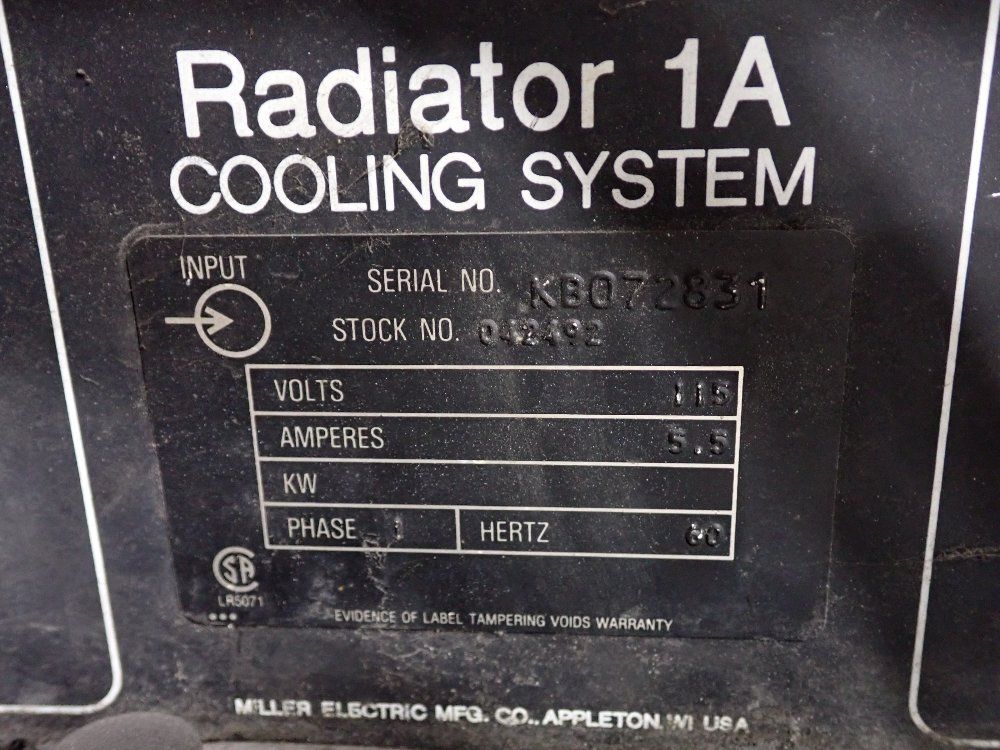 Radiator 1A
COOLING SYSTEM
INPUT
SERIAL NO. KB072831
STOCK NO. 042492
VOLTS 115
AMPERES 5.5
KW
PHASE 1 HERTZ 60
SA
LR5071
EVIDENCE OF LABEL TAMPERING VOIDS WARRANTY
MILLER ELECTRIC MFG. CO., APPLETON, WI USA